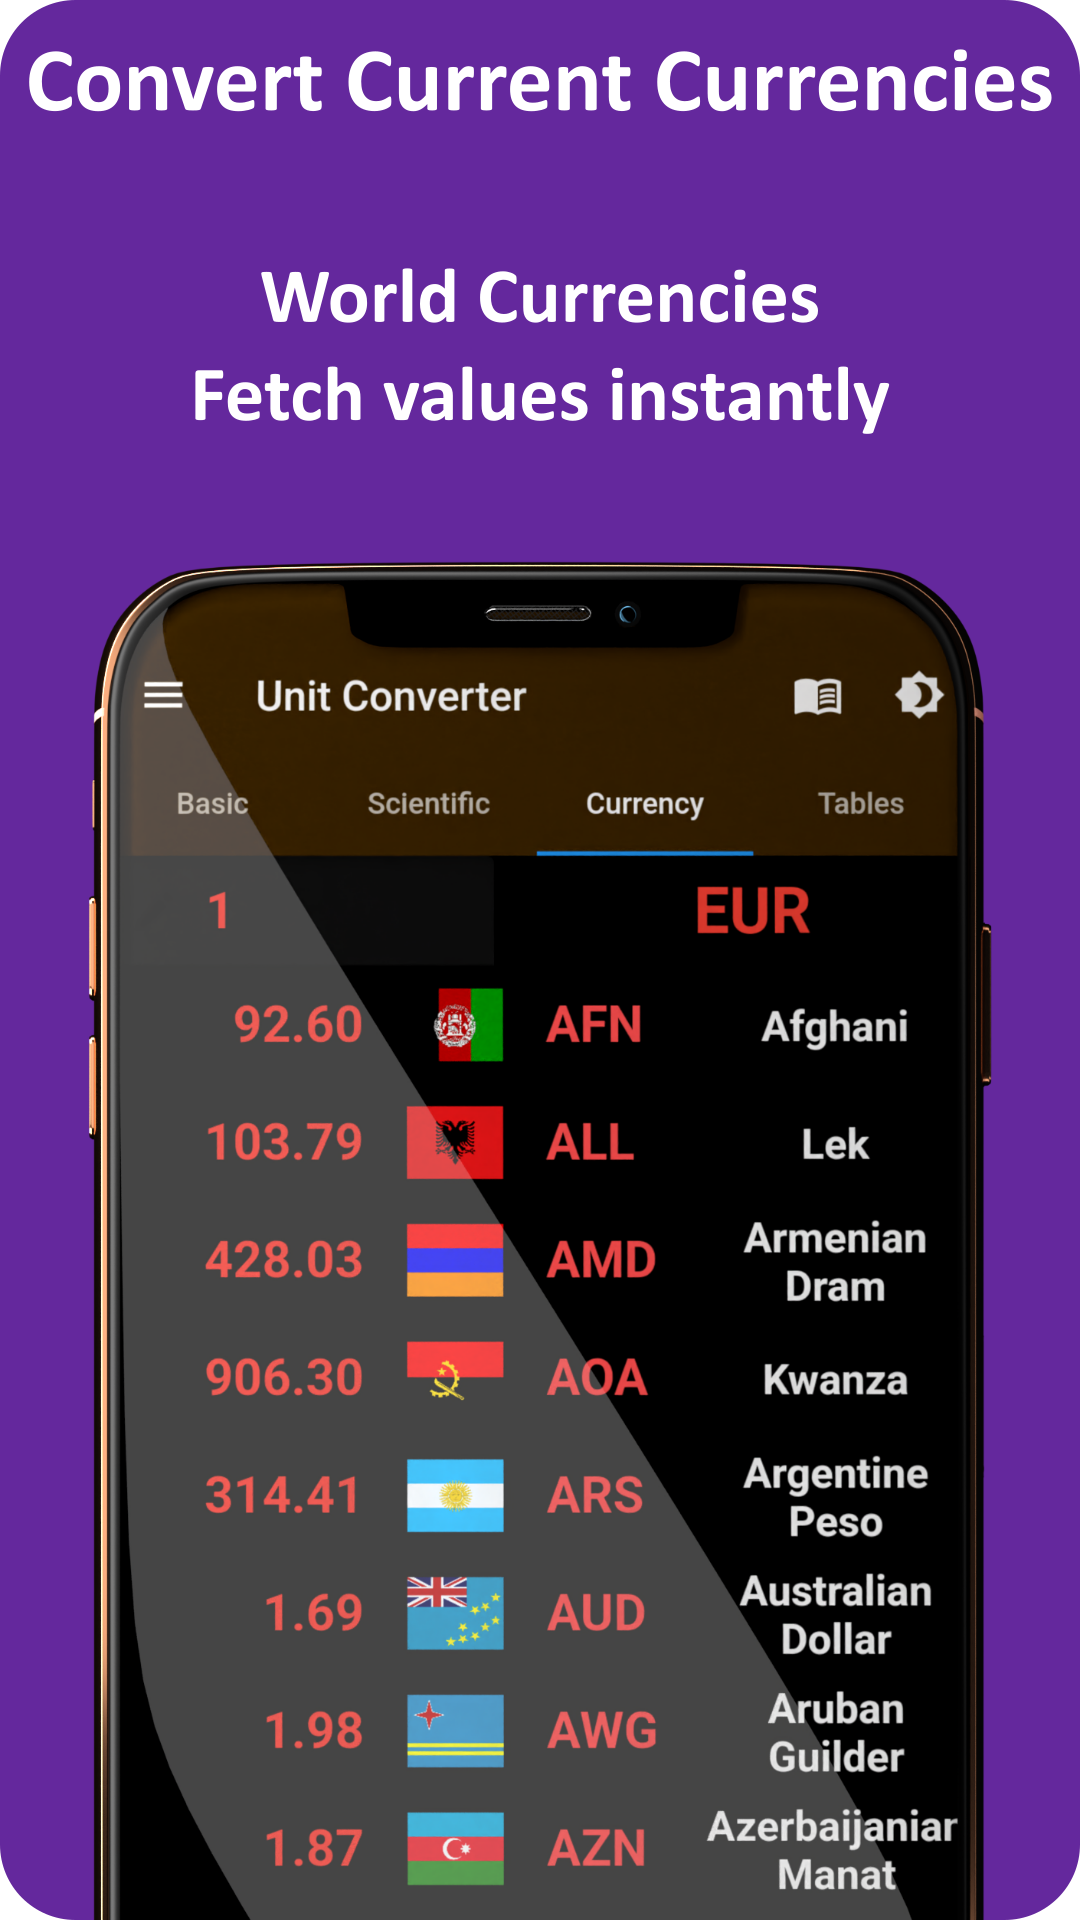 Convert Current Currencies
World Currencies
Fetch values instantly
Unit Converter
Basic Scientific Currency Tables
1 EUR
92.60 AFN Afghani
103.79 ALL Lek
428.03 AMD Armenian
Dram
906.30 AOA Kwanza
314.41 ARS Argentine
Peso
1.69 AUD Australian
Dollar
1.98 AWG Aruban
Guilder
1.87 AZN Azerbaijaniar
Manat